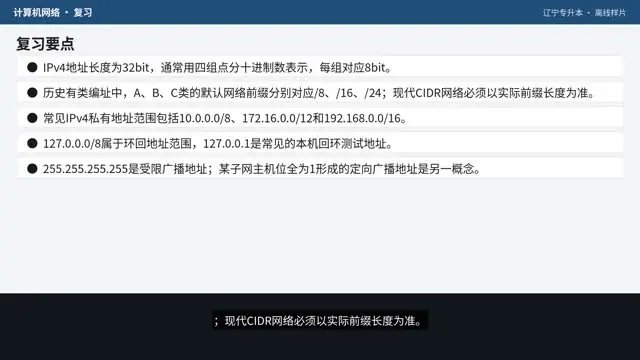 计算机网络 • 复习
辽宁专升本 • 离线样片
复习要点
● IPv4地址长度为32bit，通常用四组点分十进制数表示，每组对应8bit。
● 历史有类编址中，A、B、C类的默认网络前缀分别对应/8、/16、/24；现代CIDR网络必须以实际前缀长度为准。
● 常见IPv4私有地址范围包括10.0.0.0/8、172.16.0.0/12和192.168.0.0/16。
● 127.0.0.0/8属于环回地址范围，127.0.0.1是常见的本机回环测试地址。
● 255.255.255.255是受限广播地址；某子网主机位全为1形成的定向广播地址是另一概念。
；现代CIDR网络必须以实际前缀长度为准。